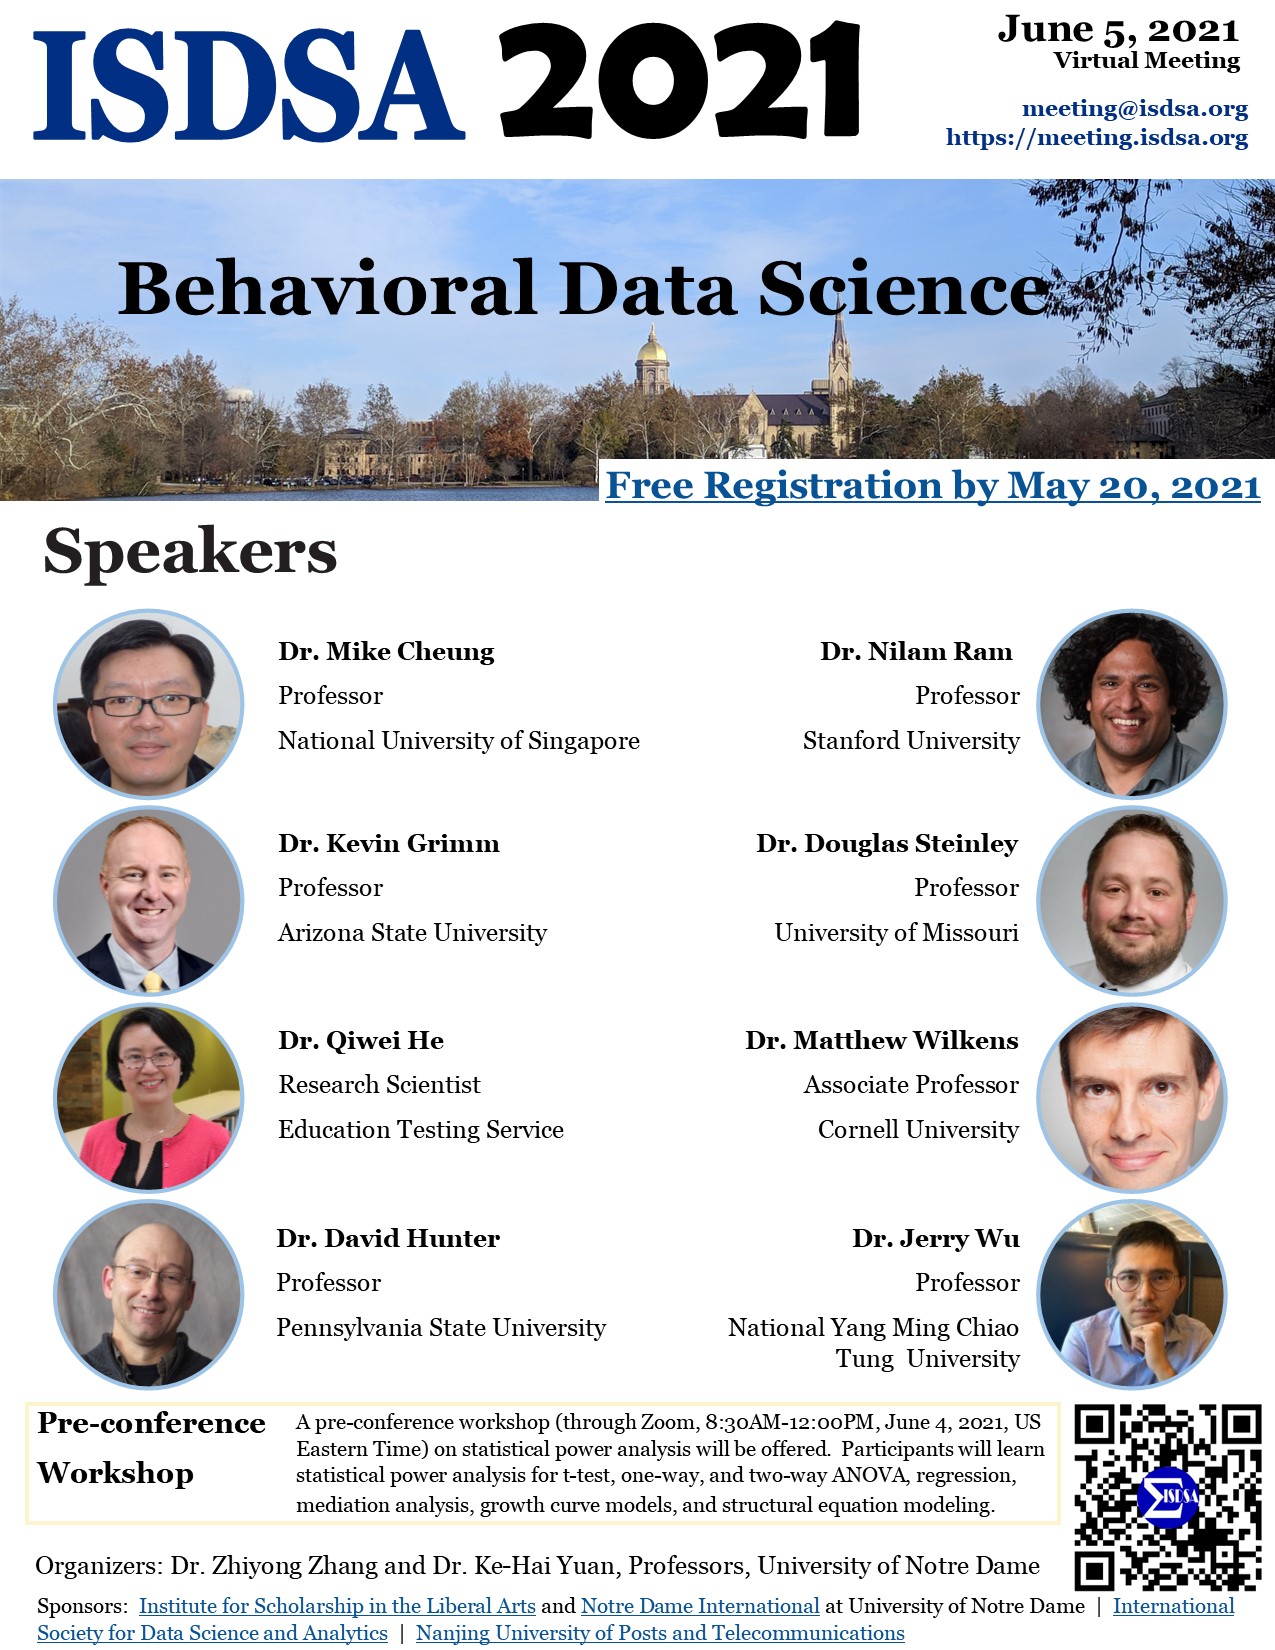 ISDSA 2021
June 5, 2021
Virtual Meeting
meeting@isdsa.org
https://meeting.isdsa.org
Behavioral Data Science
Free Registration by May 20, 2021
Speakers
Dr. Mike Cheung
Professor
National University of Singapore
Dr. Nilam Ram
Professor
Stanford University
Dr. Kevin Grimm
Professor
Arizona State University
Dr. Douglas Steinley
Professor
University of Missouri
Dr. Qiwei He
Research Scientist
Education Testing Service
Dr. Matthew Wilkens
Associate Professor
Cornell University
Dr. David Hunter
Professor
Pennsylvania State University
Dr. Jerry Wu
Professor
National Yang Ming Chiao
Tung University
Pre-conference
Workshop
A pre-conference workshop (through Zoom, 8:30AM-12:00PM, June 4, 2021, US
Eastern Time) on statistical power analysis will be offered. Participants will learn
statistical power analysis for t-test, one-way, and two-way ANOVA, regression,
mediation analysis, growth curve models, and structural equation modeling.
ΣISDSA
Organizers: Dr. Zhiyong Zhang and Dr. Ke-Hai Yuan, Professors, University of Notre Dame
Sponsors: Institute for Scholarship in the Liberal Arts and Notre Dame International at University of Notre Dame | International
Society for Data Science and Analytics | Nanjing University of Posts and Telecommunications